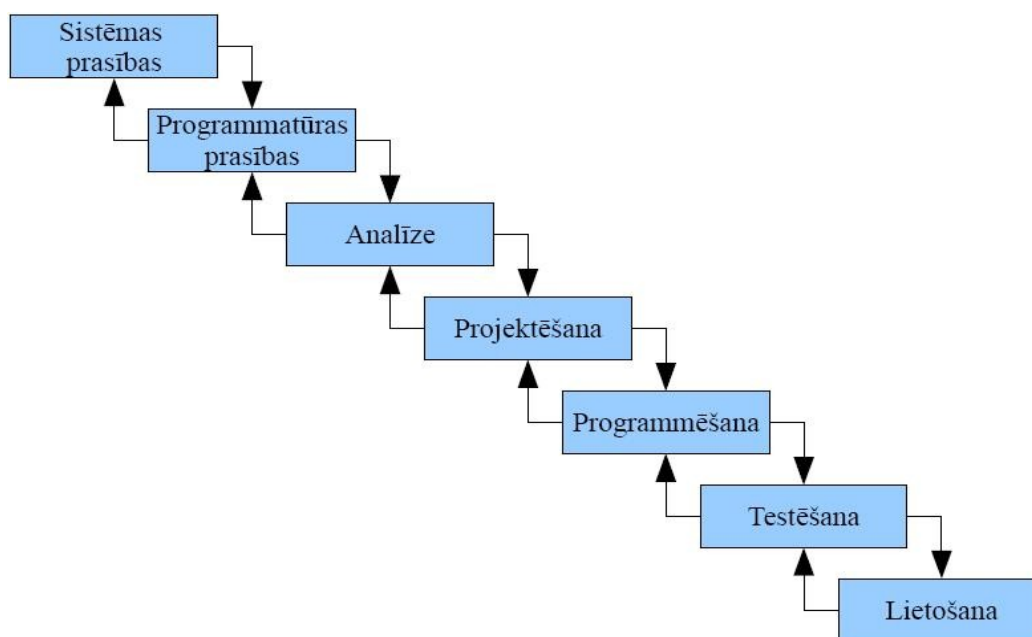 Sistēmas
prasības
Programmatūras
prasības
Analīze
Projektēšana
Programmēšana
Testēšana
Lietošana